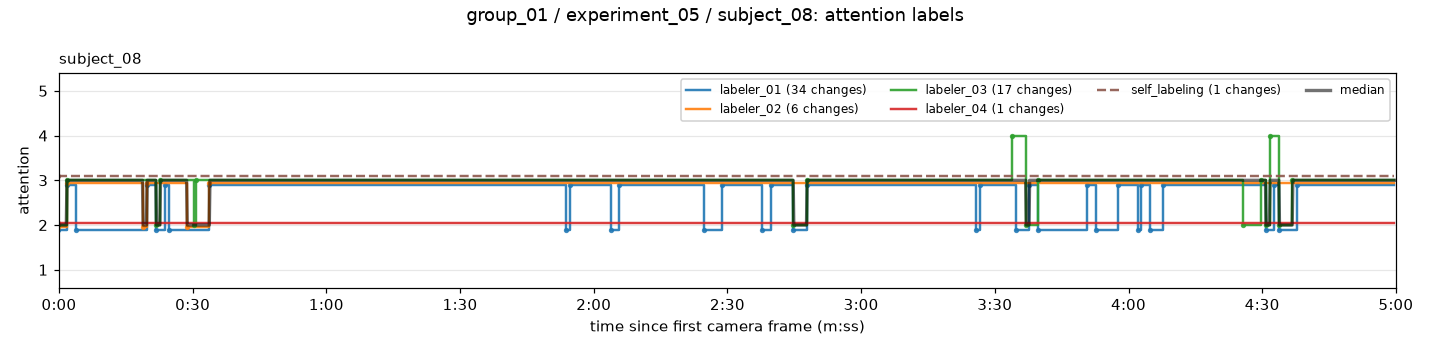 group_01 / experiment_05 / subject_08: attention labels
subject_08
labeler_01 (34 changes)
labeler_02 (6 changes)
labeler_03 (17 changes)
labeler_04 (1 changes)
self_labeling (1 changes)
median
attention
5
4
3
2
1
0:00 0:30 1:00 1:30 2:00 2:30 3:00 3:30 4:00 4:30 5:00
time since first camera frame (m:ss)